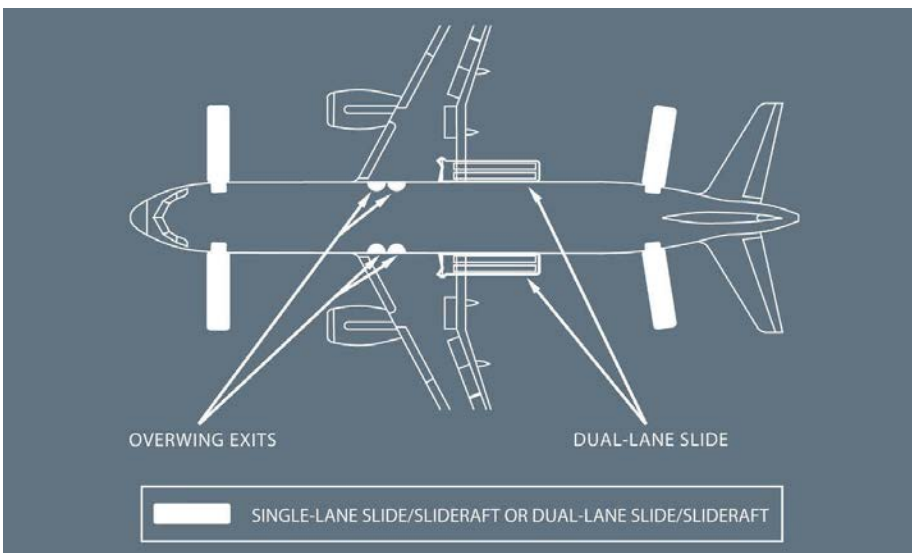 OVERWING EXITS
DUAL-LANE SLIDE
SINGLE-LANE SLIDE/SLIDERAFT OR DUAL-LANE SLIDE/SLIDERAFT